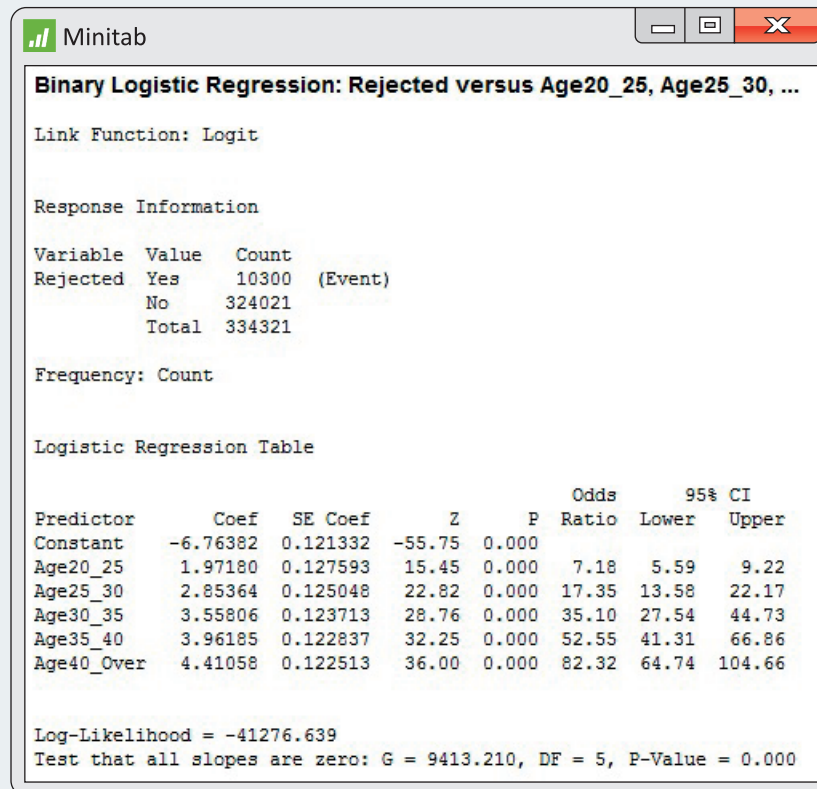 Minitab
Binary Logistic Regression: Rejected versus Age20_25, Age25_30, ...
Link Function: Logit
Response Information
Variable Value Count
Rejected Yes 10300 (Event)
No 324021
Total 334321
Frequency: Count
Logistic Regression Table
Odds 95% CI
Predictor Coef SE Coef Z P Ratio Lower Upper
Constant -6.76382 0.121332 -55.75 0.000
Age20_25 1.97180 0.127593 15.45 0.000 7.18 5.59 9.22
Age25_30 2.85364 0.125048 22.82 0.000 17.35 13.58 22.17
Age30_35 3.55806 0.123713 28.76 0.000 35.10 27.54 44.73
Age35_40 3.96185 0.122837 32.25 0.000 52.55 41.31 66.86
Age40_Over 4.41058 0.122513 36.00 0.000 82.32 64.74 104.66
Log-Likelihood = -41276.639
Test that all slopes are zero: G = 9413.210, DF = 5, P-Value = 0.000